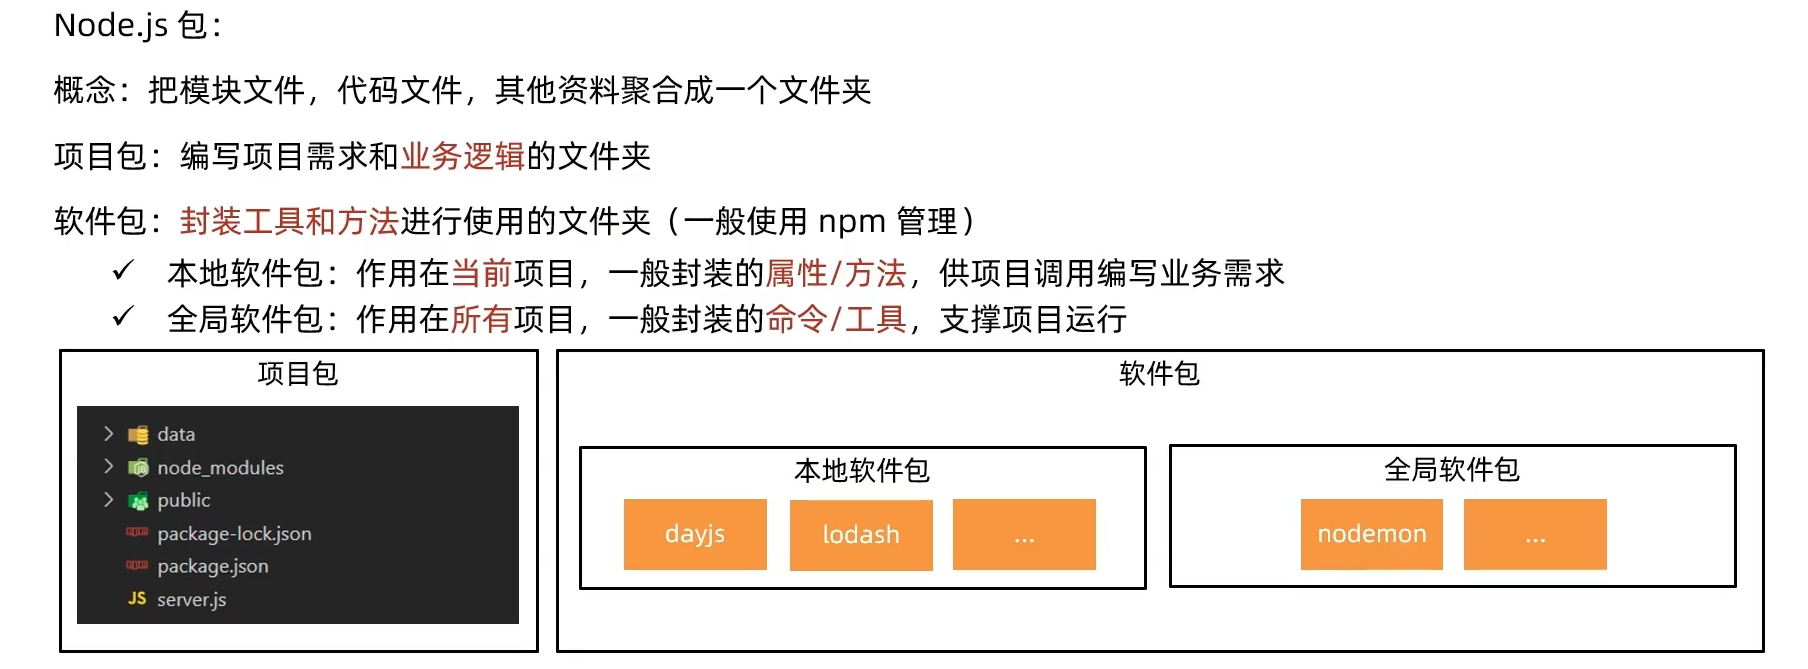 Node.js 包：
概念：把模块文件，代码文件，其他资料聚合成一个文件夹
项目包：编写项目需求和业务逻辑的文件夹
软件包：封装工具和方法进行使用的文件夹（一般使用 npm 管理）
✓ 本地软件包：作用在当前项目，一般封装的属性/方法，供项目调用编写业务需求
✓ 全局软件包：作用在所有项目，一般封装的命令/工具，支撑项目运行
项目包
data
node_modules
public
package-lock.json
package.json
JS server.js
软件包
本地软件包
dayjs
lodash
...
全局软件包
nodemon
...